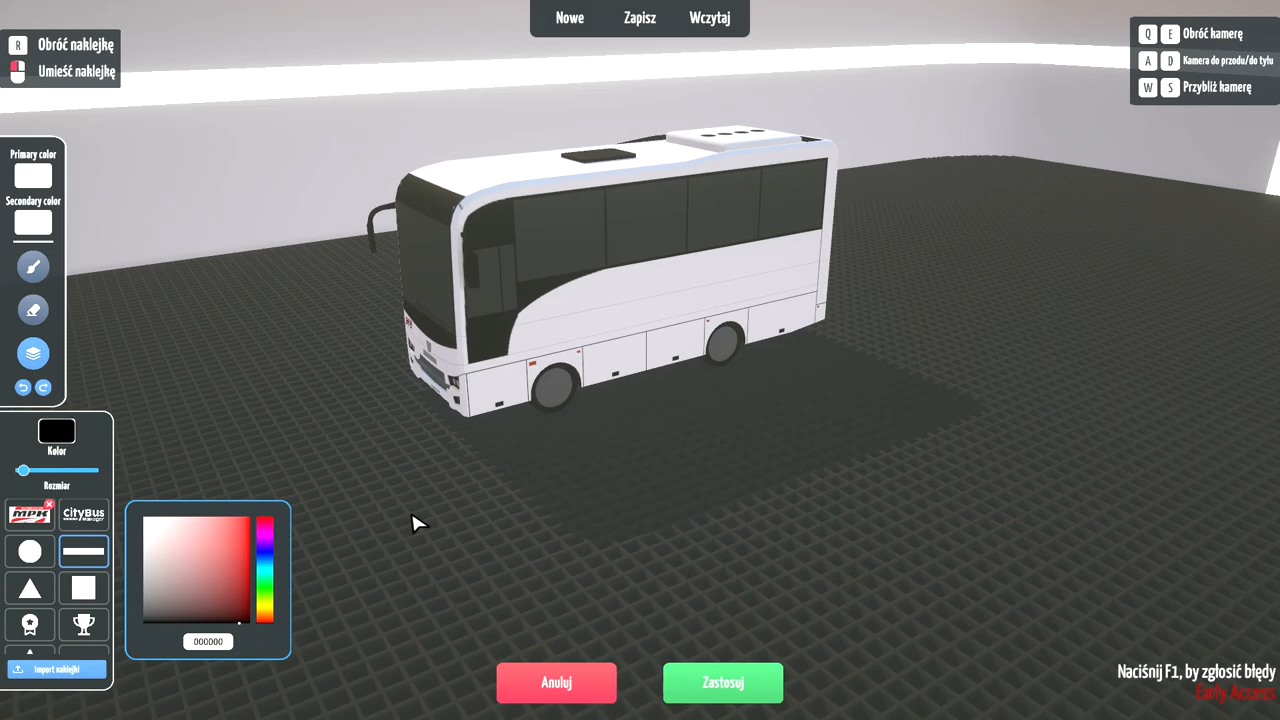 Nowe Zapisz Wczytaj
R Obróć naklejkę
Umieść naklejkę
Q E Obróć kamerę
A D Kamera do przodu/do tyłu
W S Przybliż kamerę
Primary color
Secondary color
Kolor
Rozmiar
MPK
CityBus
000000
Import naklejki
Anuluj
Zastosuj
Naciśnij F1, by zgłosić błędy
Early Access